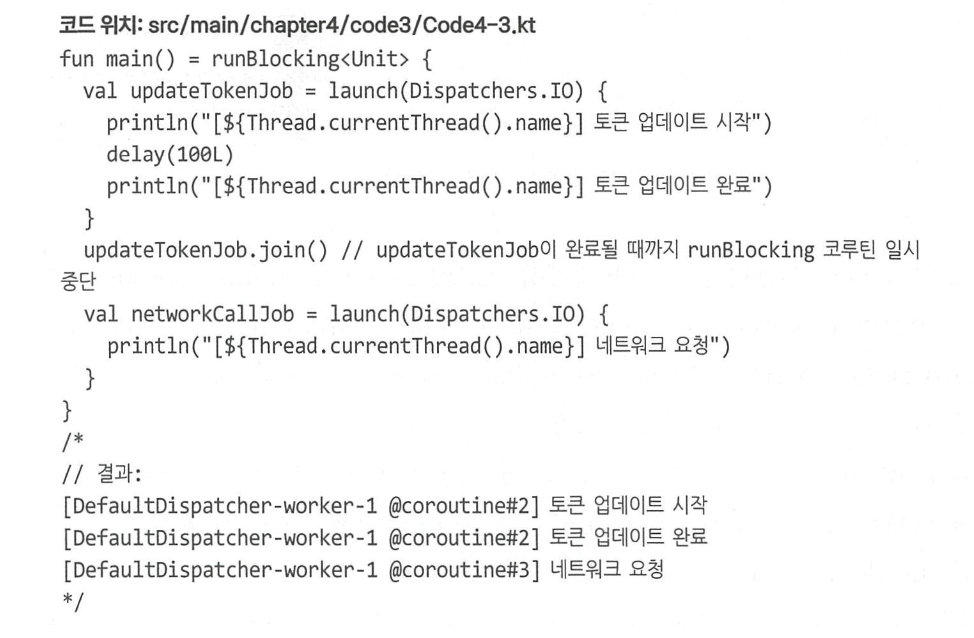 코드 위치: src/main/chapter4/code3/Code4-3.kt
fun main() = runBlocking<Unit> {
  val updateTokenJob = launch(Dispatchers.IO) {
    println("[${Thread.currentThread().name}] 토큰 업데이트 시작")
    delay(100L)
    println("[${Thread.currentThread().name}] 토큰 업데이트 완료")
  }
  updateTokenJob.join() // updateTokenJob이 완료될 때까지 runBlocking 코루틴 일시
중단
  val networkCallJob = launch(Dispatchers.IO) {
    println("[${Thread.currentThread().name}] 네트워크 요청")
  }
}
/*
// 결과:
[DefaultDispatcher-worker-1 @coroutine#2] 토큰 업데이트 시작
[DefaultDispatcher-worker-1 @coroutine#2] 토큰 업데이트 완료
[DefaultDispatcher-worker-1 @coroutine#3] 네트워크 요청
*/